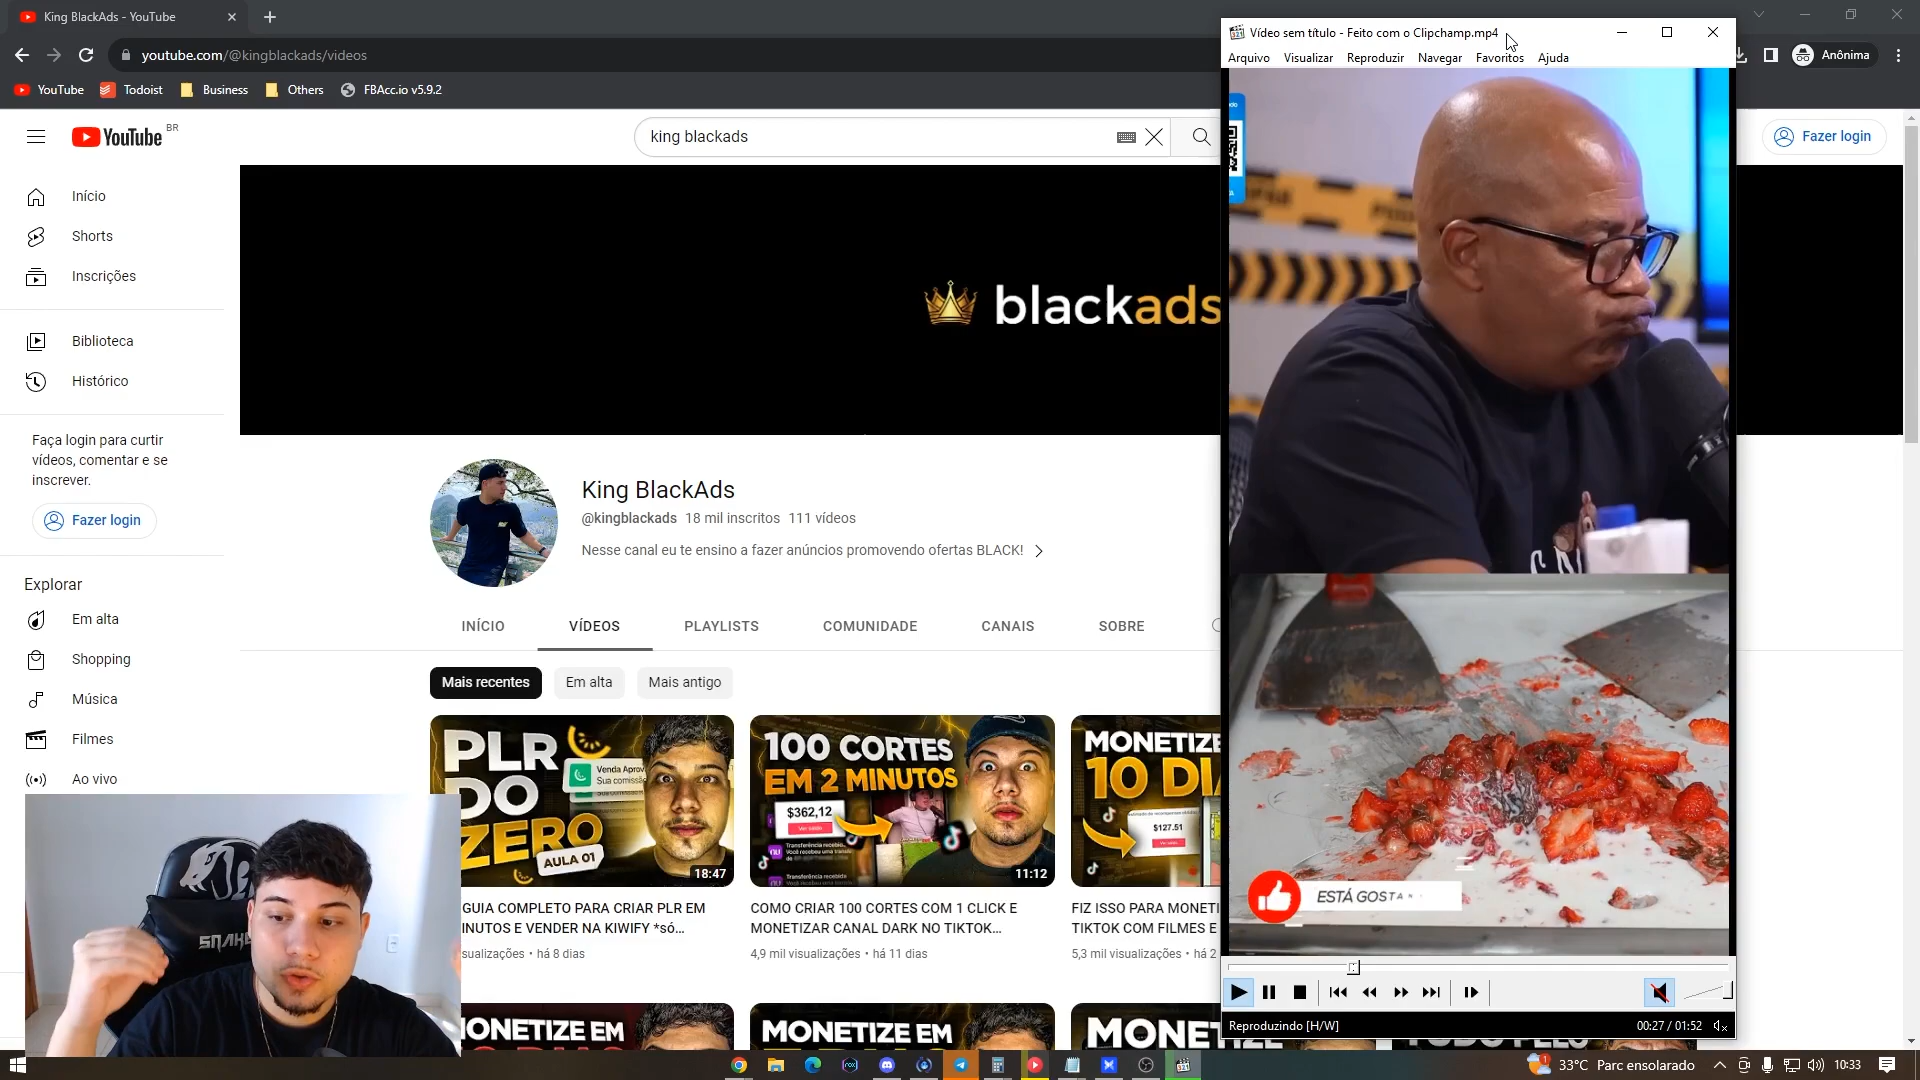 King BlackAds - YouTube
youtube.com/@kingblackads/videos
Anônima
YouTube
Todoist
Business
Others
FBAcc.io v5.9.2
YouTube BR
king blackads
Fazer login
Início
Shorts
Inscrições
Biblioteca
Histórico
Faça login para curtir
vídeos, comentar e se
inscrever.
Fazer login
Explorar
Em alta
Shopping
Música
Filmes
Ao vivo
blackads
King BlackAds
@kingblackads 18 mil inscritos 111 vídeos
Nesse canal eu te ensino a fazer anúncios promovendo ofertas BLACK!
INÍCIO
VÍDEOS
PLAYLISTS
COMUNIDADE
CANAIS
SOBRE
Mais recentes
Em alta
Mais antigo
PLR
DO
ZERO
AULA 01
Venda Aprov
Sua comissã
18:47
GUIA COMPLETO PARA CRIAR PLR EM
INUTOS E VENDER NA KIWIFY *só...
sualizações • há 8 dias
100 CORTES
EM 2 MINUTOS
$362,12
Transferência recebida
11:12
COMO CRIAR 100 CORTES COM 1 CLICK E
MONETIZAR CANAL DARK NO TIKTOK...
4,9 mil visualizações • há 11 dias
MONETIZE
10 DI
$127.51
FIZ ISSO PARA MONETI
TIKTOK COM FILMES E
5,3 mil visualizações • há 2
MONETIZE EM
MONETIZE EM
MONET
Vídeo sem título - Feito com o Clipchamp.mp4
Arquivo
Visualizar
Reproduzir
Navegar
Favoritos
Ajuda
ESTÁ GOSTA
Reproduzindo [H/W]
00:27 / 01:52
33°C Parc ensolarado
10:33